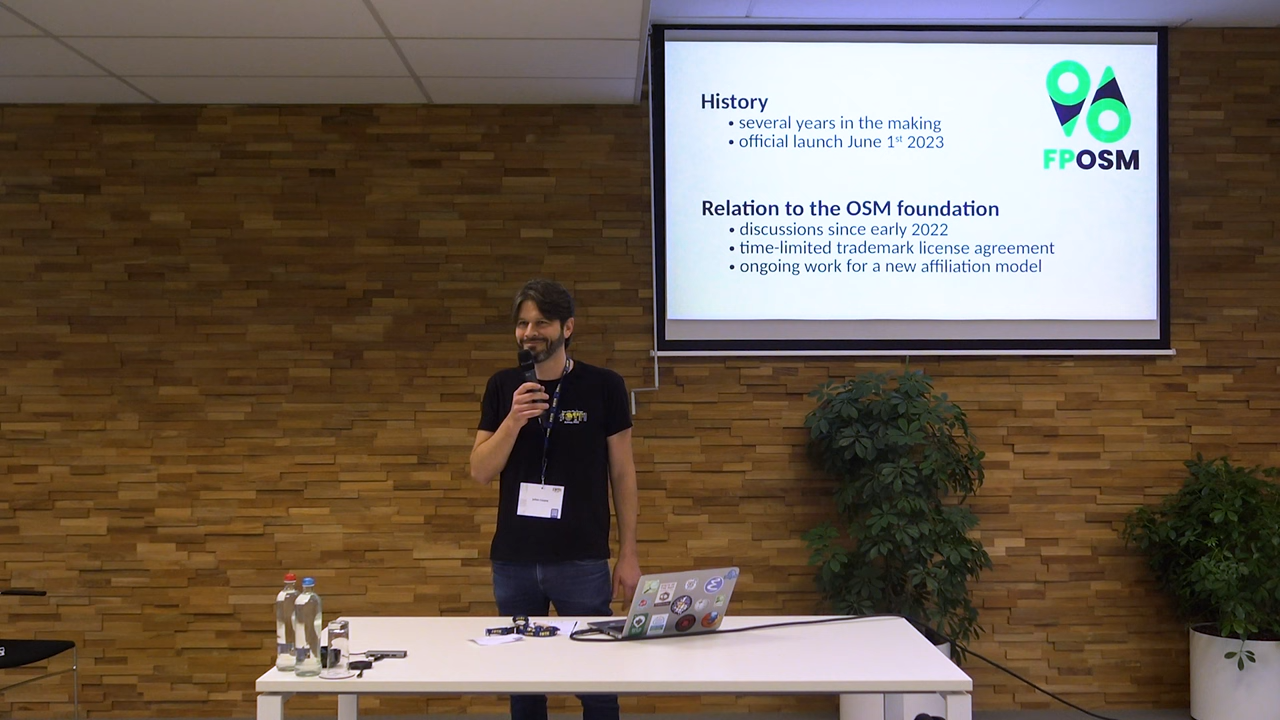 History
• several years in the making
• official launch June 1st 2023
FPOSM
Relation to the OSM foundation
• discussions since early 2022
• time-limited trademark license agreement
• ongoing work for a new affiliation model